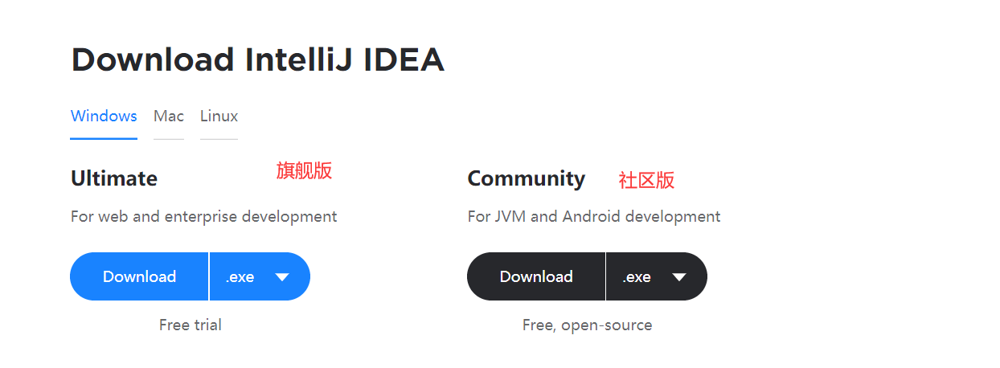 Download IntelliJ IDEA
Windows Mac Linux
Ultimate 旗舰版
For web and enterprise development
Download .exe
Free trial
Community 社区版
For JVM and Android development
Download .exe
Free, open-source